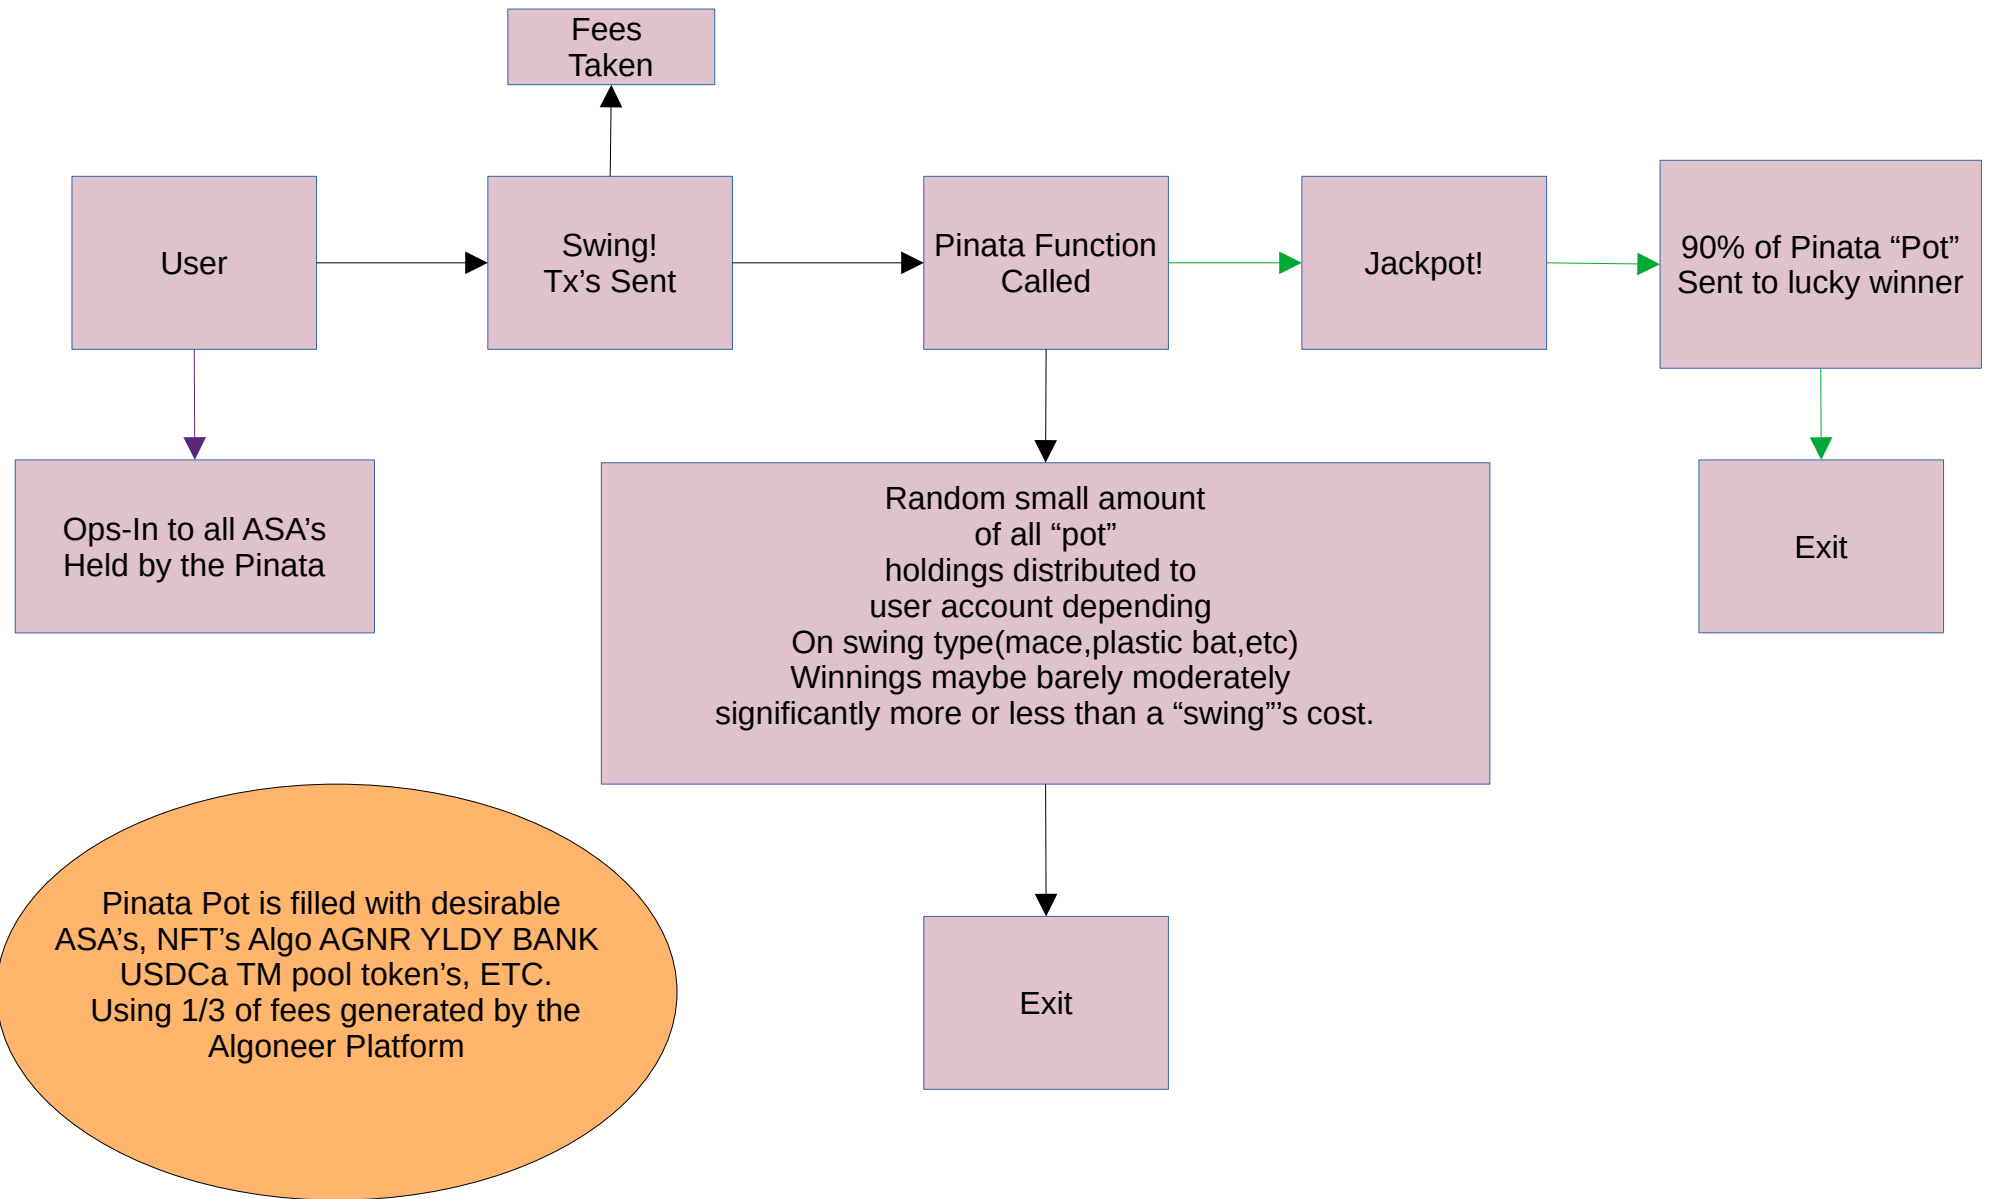 Fees
Taken
User
Swing!
Tx's Sent
Pinata Function
Called
Jackpot!
90% of Pinata “Pot”
Sent to lucky winner
Ops-In to all ASA’s
Held by the Pinata
Random small amount
of all “pot”
holdings distributed to
user account depending
On swing type(mace,plastic bat,etc)
Winnings maybe barely moderately
significantly more or less than a “swing”’s cost.
Exit
Pinata Pot is filled with desirable
ASA’s, NFT’s Algo AGNR YLDY BANK
USDCa TM pool token’s, ETC.
Using 1/3 of fees generated by the
Algoneer Platform
Exit